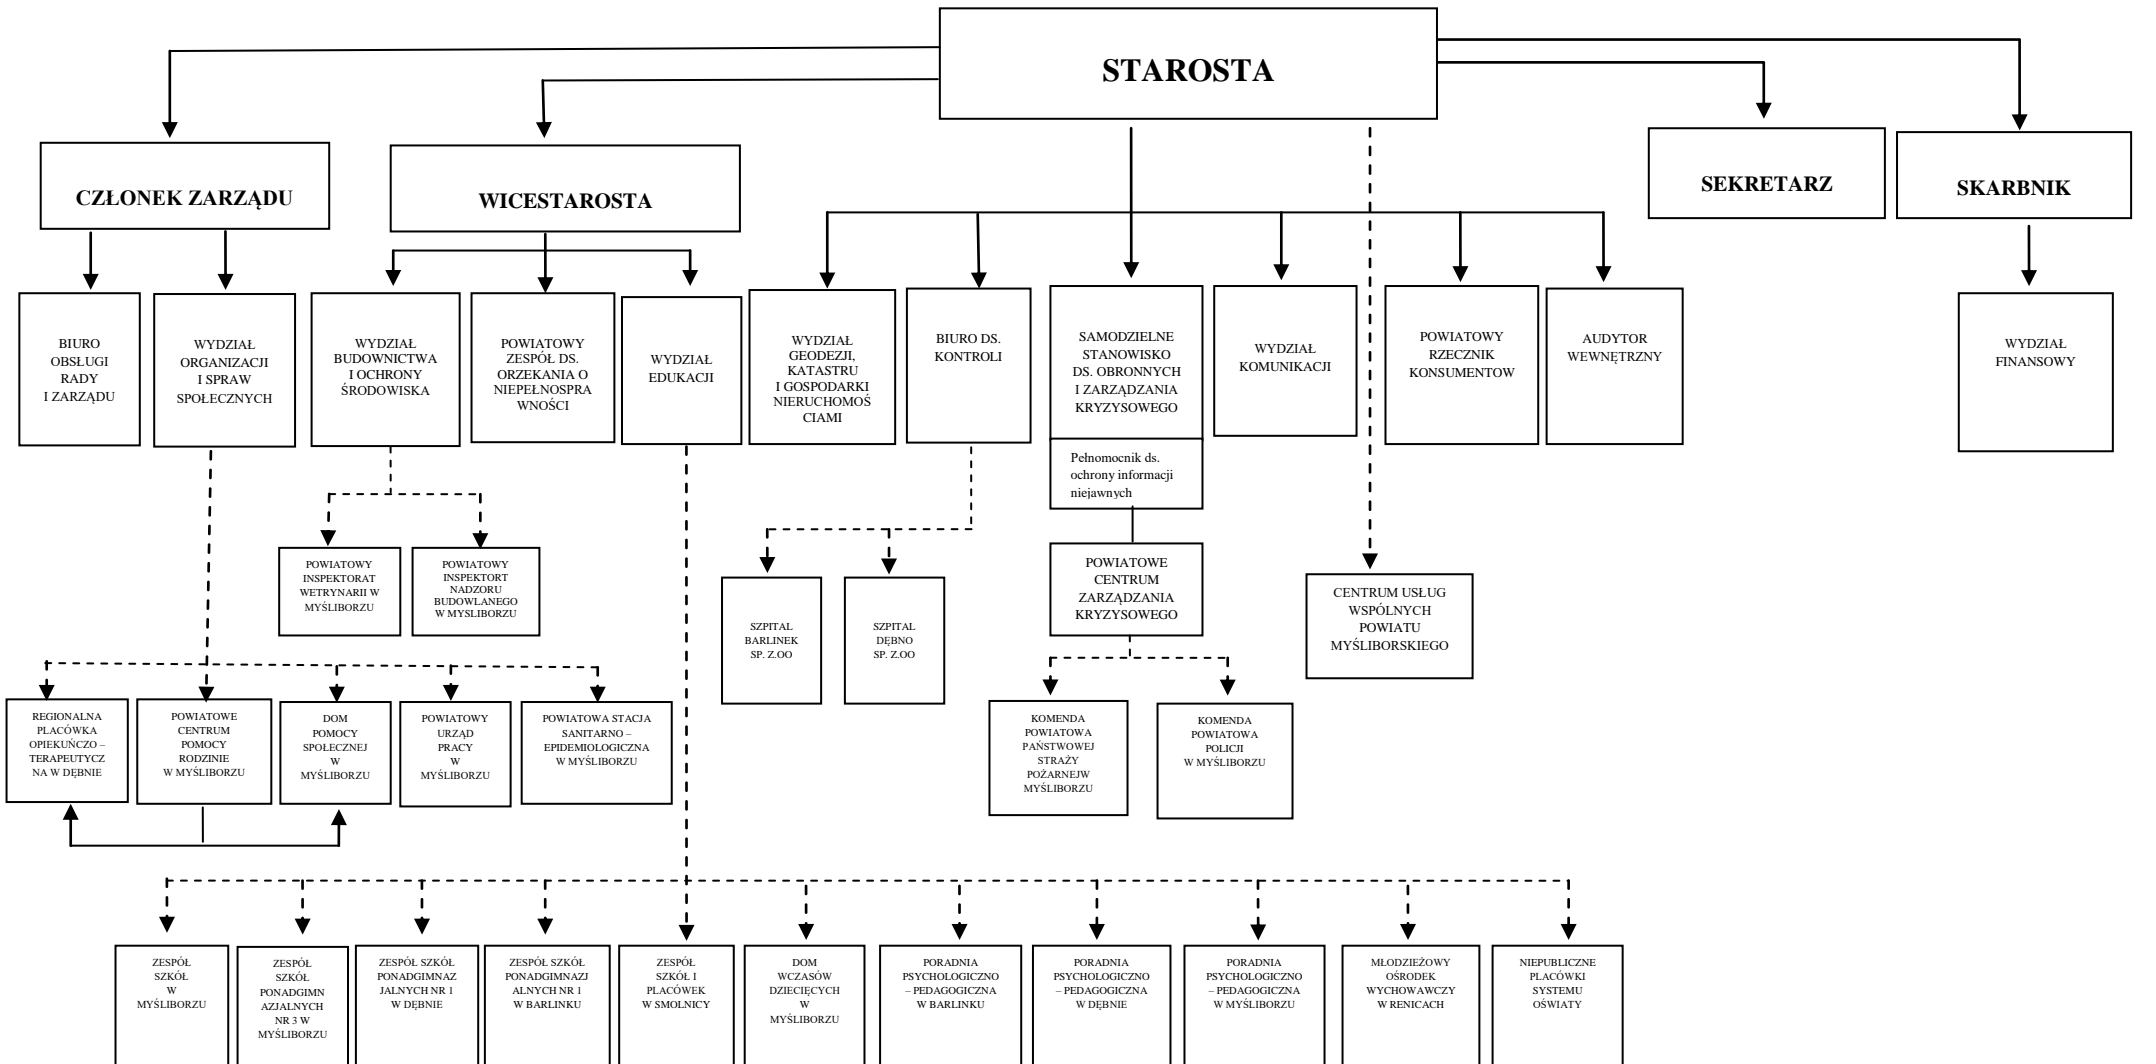 STAROSTA
CZŁONEK ZARZĄDU
WICESTAROSTA
SEKRETARZ
SKARBNIK
BIURO
OBSŁUGI
RADY
I ZARZĄDU
WYDZIAŁ
ORGANIZACJI
I SPRAW
SPOŁECZNYCH
WYDZIAŁ
BUDOWNICTWA
I OCHRONY
ŚRODOWISKA
POWIATOWY
ZESPÓŁ DS.
ORZEKANIA O
NIEPEŁNOSPRA
WNOŚCI
WYDZIAŁ
EDUKACJI
WYDZIAŁ
GEODEZJI,
KATASTRU
I GOSPODARKI
NIERUCHOMOŚ
CIAMI
BIURO DS.
KONTROLI
SAMODZIELNE
STANOWISKO
DS. OBRONNYCH
I ZARZĄDZANIA
KRYZYSOWEGO
WYDZIAŁ
KOMUNIKACJI
POWIATOWY
RZECZNIK
KONSUMENTOW
AUDYTOR
WEWNĘTRZNY
WYDZIAŁ
FINANSOWY
Pełnomocnik ds.
ochrony informacji
niejawnych
POWIATOWY
INSPEKTORAT
WETRYNARII W
MYŚLIBORZU
POWIATOWY
INSPEKTORT
NADZORU
BUDOWLANEGO
W MYSLIBORZU
SZPITAL
BARLINEK
SP. Z.OO
SZPITAL
DĘBNO
SP. Z.OO
POWIATOWE
CENTRUM
ZARZĄDZANIA
KRYZYSOWEGO
CENTRUM USŁUG
WSPÓLNYCH
POWIATU
MYŚLIBORSKIEGO
REGIONALNA
PLACÓWKA
OPIEKUŃCZO –
TERAPEUTYCZ
NA W DĘBNIE
POWIATOWE
CENTRUM
POMOCY
RODZINIE
W MYŚLIBORZU
DOM
POMOCY
SPOŁECZNEJ
W
MYŚLIBORZU
POWIATOWY
URZĄD
PRACY
W
MYŚLIBORZU
POWIATOWA STACJA
SANITARNO –
EPIDEMIOLOGICZNA
W MYŚLIBORZU
KOMENDA
POWIATOWA
PAŃSTWOWEJ
STRAŻY
POŻARNEJW
MYŚLIBORZU
KOMENDA
POWIATOWA
POLICJI
W MYŚLIBORZU
ZESPÓŁ
SZKÓŁ
W
MYŚLIBORZU
ZESPÓŁ
SZKÓŁ
PONADGIMN
AZJALNYCH
NR 3 W
MYŚLIBORZU
ZESPÓŁ SZKÓŁ
PONADGIMNAZ
JALNYCH NR 1
W DĘBNIE
ZESPÓŁ SZKÓŁ
PONADGIMNAZJ
ALNYCH NR 1
W BARLINKU
ZESPÓŁ
SZKÓŁ I
PLACÓWEK
W SMOLNICY
DOM
WCZASÓW
DZIECIĘCYCH
W
MYŚLIBORZU
PORADNIA
PSYCHOLOGICZNO
– PEDAGOGICZNA
W BARLINKU
PORADNIA
PSYCHOLOGICZNO
– PEDAGOGICZNA
W DĘBNIE
PORADNIA
PSYCHOLOGICZNO
– PEDAGOGICZNA
W MYŚLIBORZU
MŁODZIEŻOWY
OŚRODEK
WYCHOWAWCZY
W RENICACH
NIEPUBLICZNE
PLACÓWKI
SYSTEMU
OŚWIATY